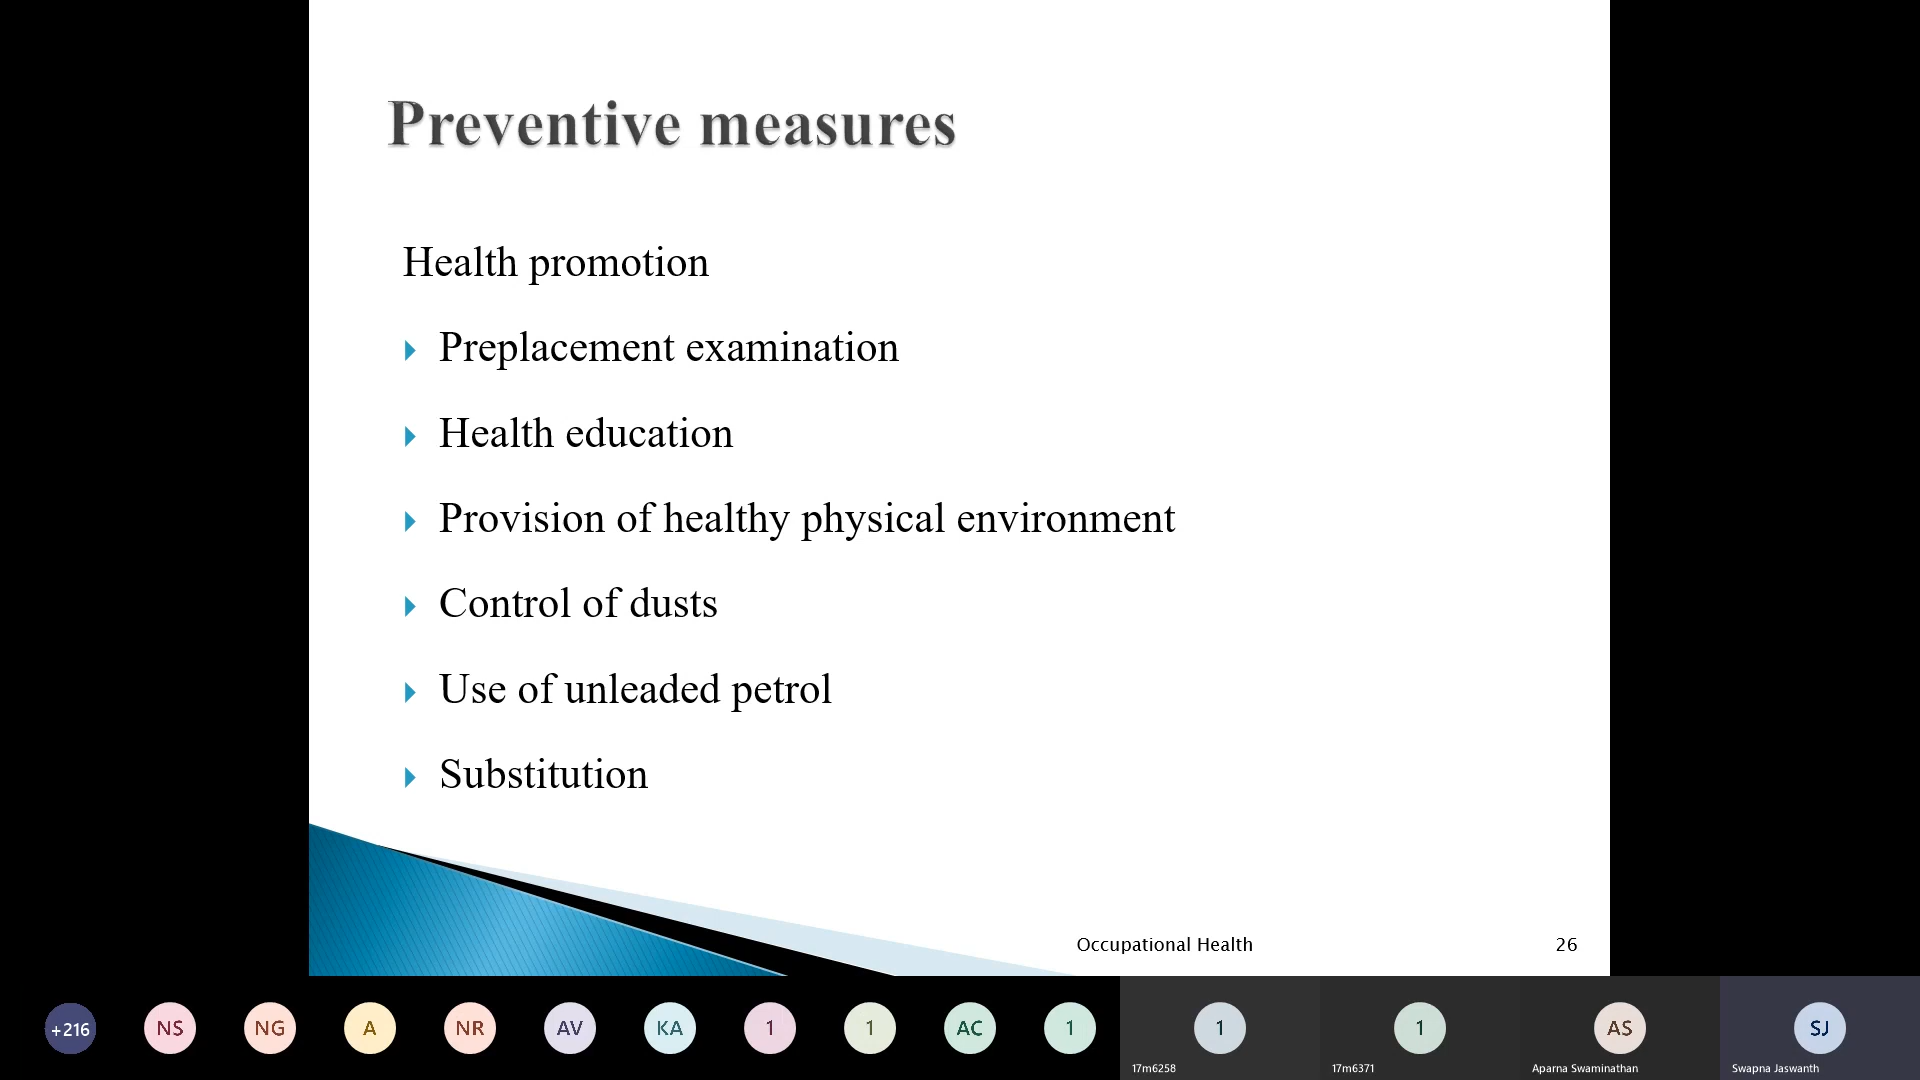 Preventive measures
Health promotion
Preplacement examination
Health education
Provision of healthy physical environment
Control of dusts
Use of unleaded petrol
Substitution
Occupational Health 26
+216 NS NG A NR AV KA 1 1 AC 1 1 1 AS SJ
17m6258 17m6371 Aparna Swaminathan Swapna Jaswanth